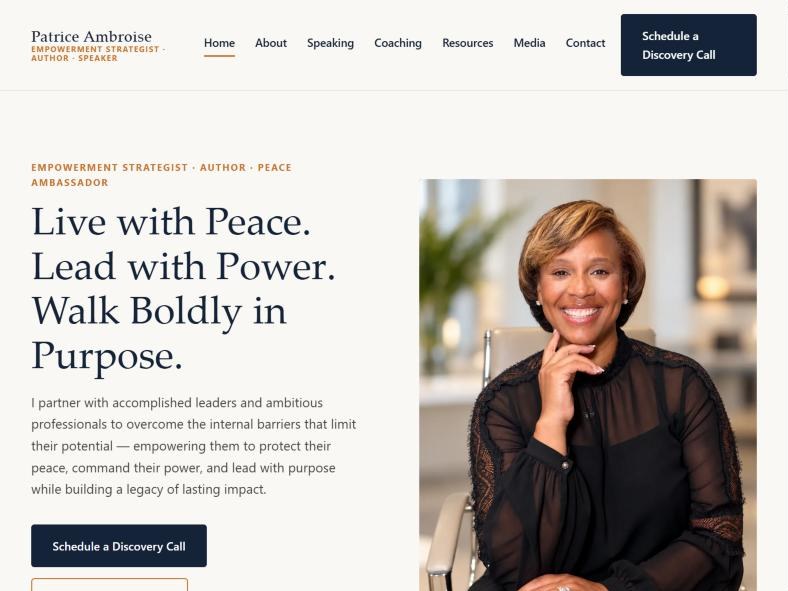 Patrice Ambroise
EMPOWERMENT STRATEGIST ·
AUTHOR · SPEAKER
Home
About
Speaking
Coaching
Resources
Media
Contact
Schedule a
Discovery Call
EMPOWERMENT STRATEGIST · AUTHOR · PEACE
AMBASSADOR
Live with Peace.
Lead with Power.
Walk Boldly in
Purpose.
I partner with accomplished leaders and ambitious
professionals to overcome the internal barriers that limit
their potential — empowering them to protect their
peace, command their power, and lead with purpose
while building a legacy of lasting impact.
Schedule a Discovery Call